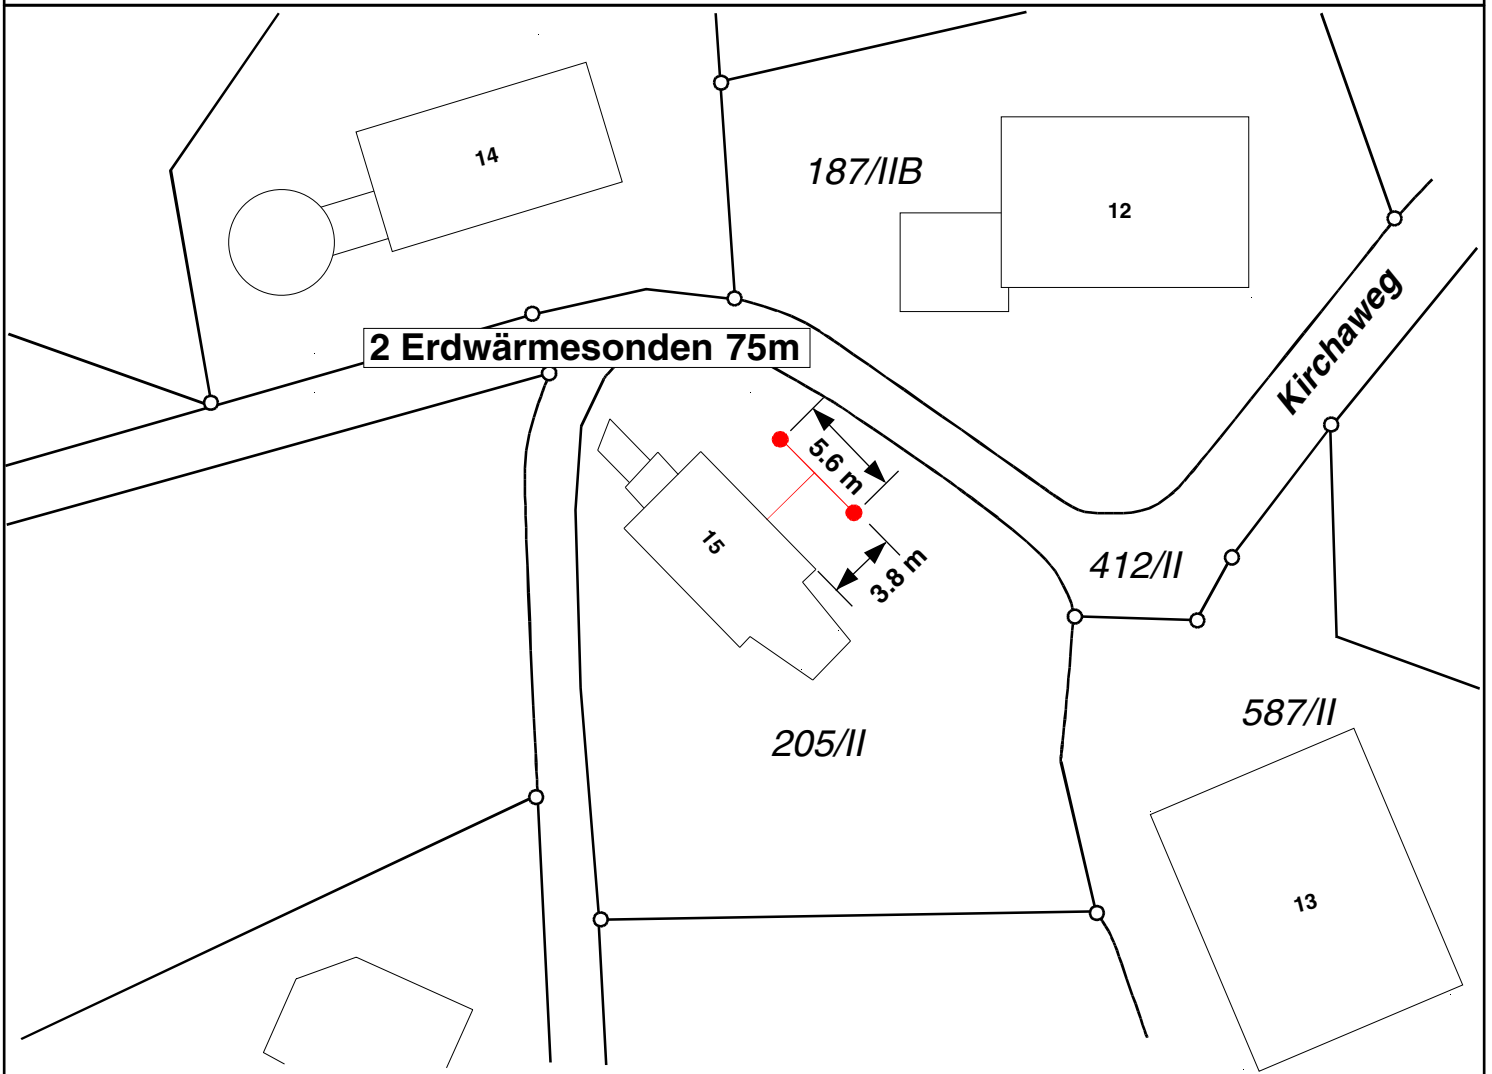 14
187/IIB
12
2 Erdwärmesonden 75m
Kirchaweg
5.6 m
15
3.8 m
412/II
587/II
205/II
13